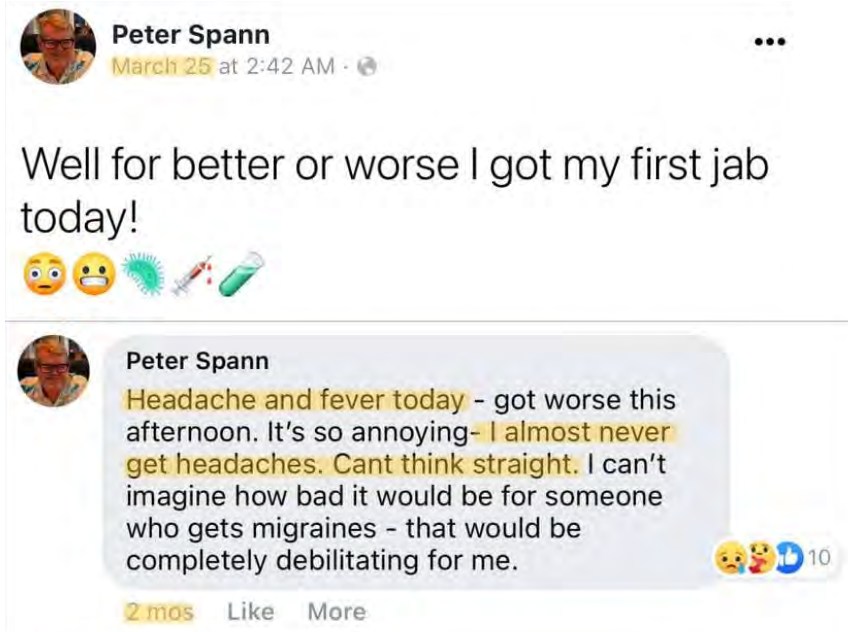 Peter Spann
March 25 at 2:42 AM ·
Well for better or worse I got my first jab
today!
😳😬🦠💉🧪
Peter Spann
Headache and fever today - got worse this
afternoon. It's so annoying- I almost never
get headaches. Cant think straight. I can't
imagine how bad it would be for someone
who gets migraines - that would be
completely debilitating for me.
10
2 mos Like More